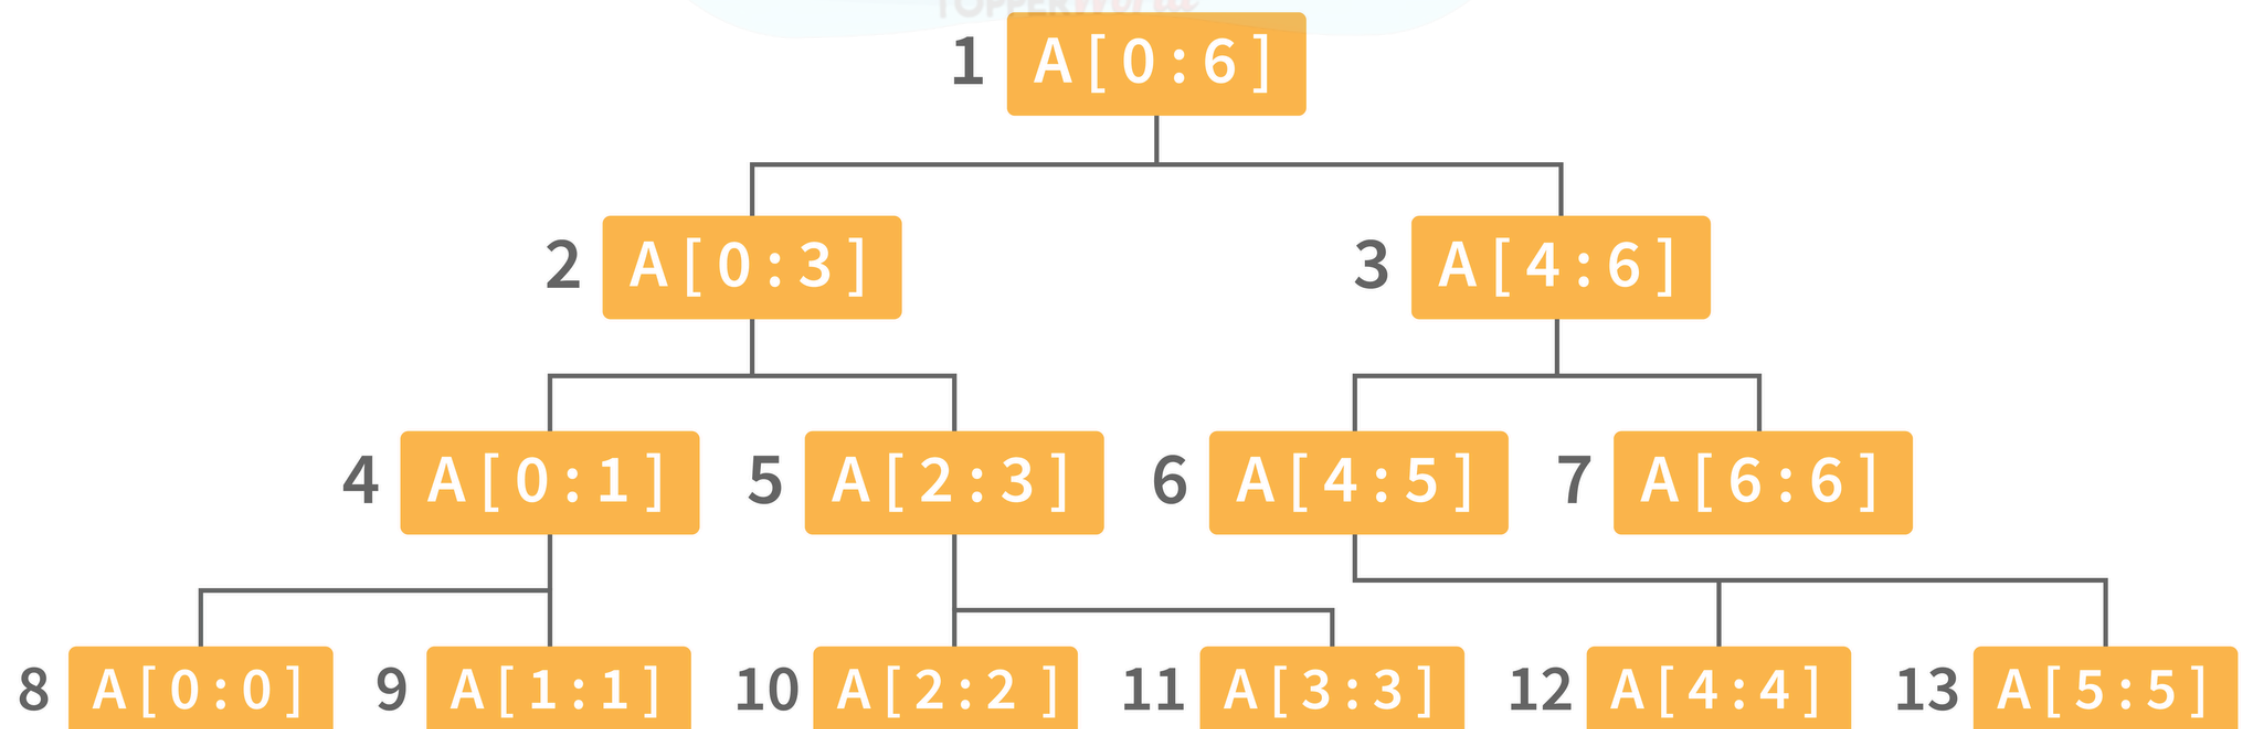 TOPPERWorld
1 A[0:6]
2 A[0:3] 3 A[4:6]
4 A[0:1] 5 A[2:3] 6 A[4:5] 7 A[6:6]
8 A[0:0] 9 A[1:1] 10 A[2:2 ] 11 A[3:3] 12 A[4:4] 13 A[5:5]